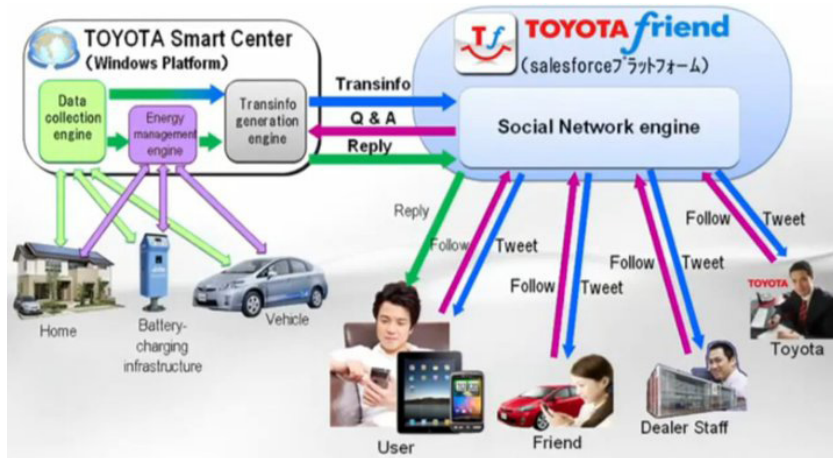 TOYOTA Smart Center
(Windows Platform)
Data
collection
engine
Energy
management
engine
Transinfo
generation
engine
Transinfo
Q & A
Reply
Tf
TOYOTA friend
(salesforceプラットフォーム)
Social Network engine
Reply
Follow
Tweet
Follow
Tweet
Follow
Tweet
Follow
Tweet
Home
Battery-
charging
infrastructure
Vehicle
User
Friend
Dealer Staff
TOYOTA
Toyota